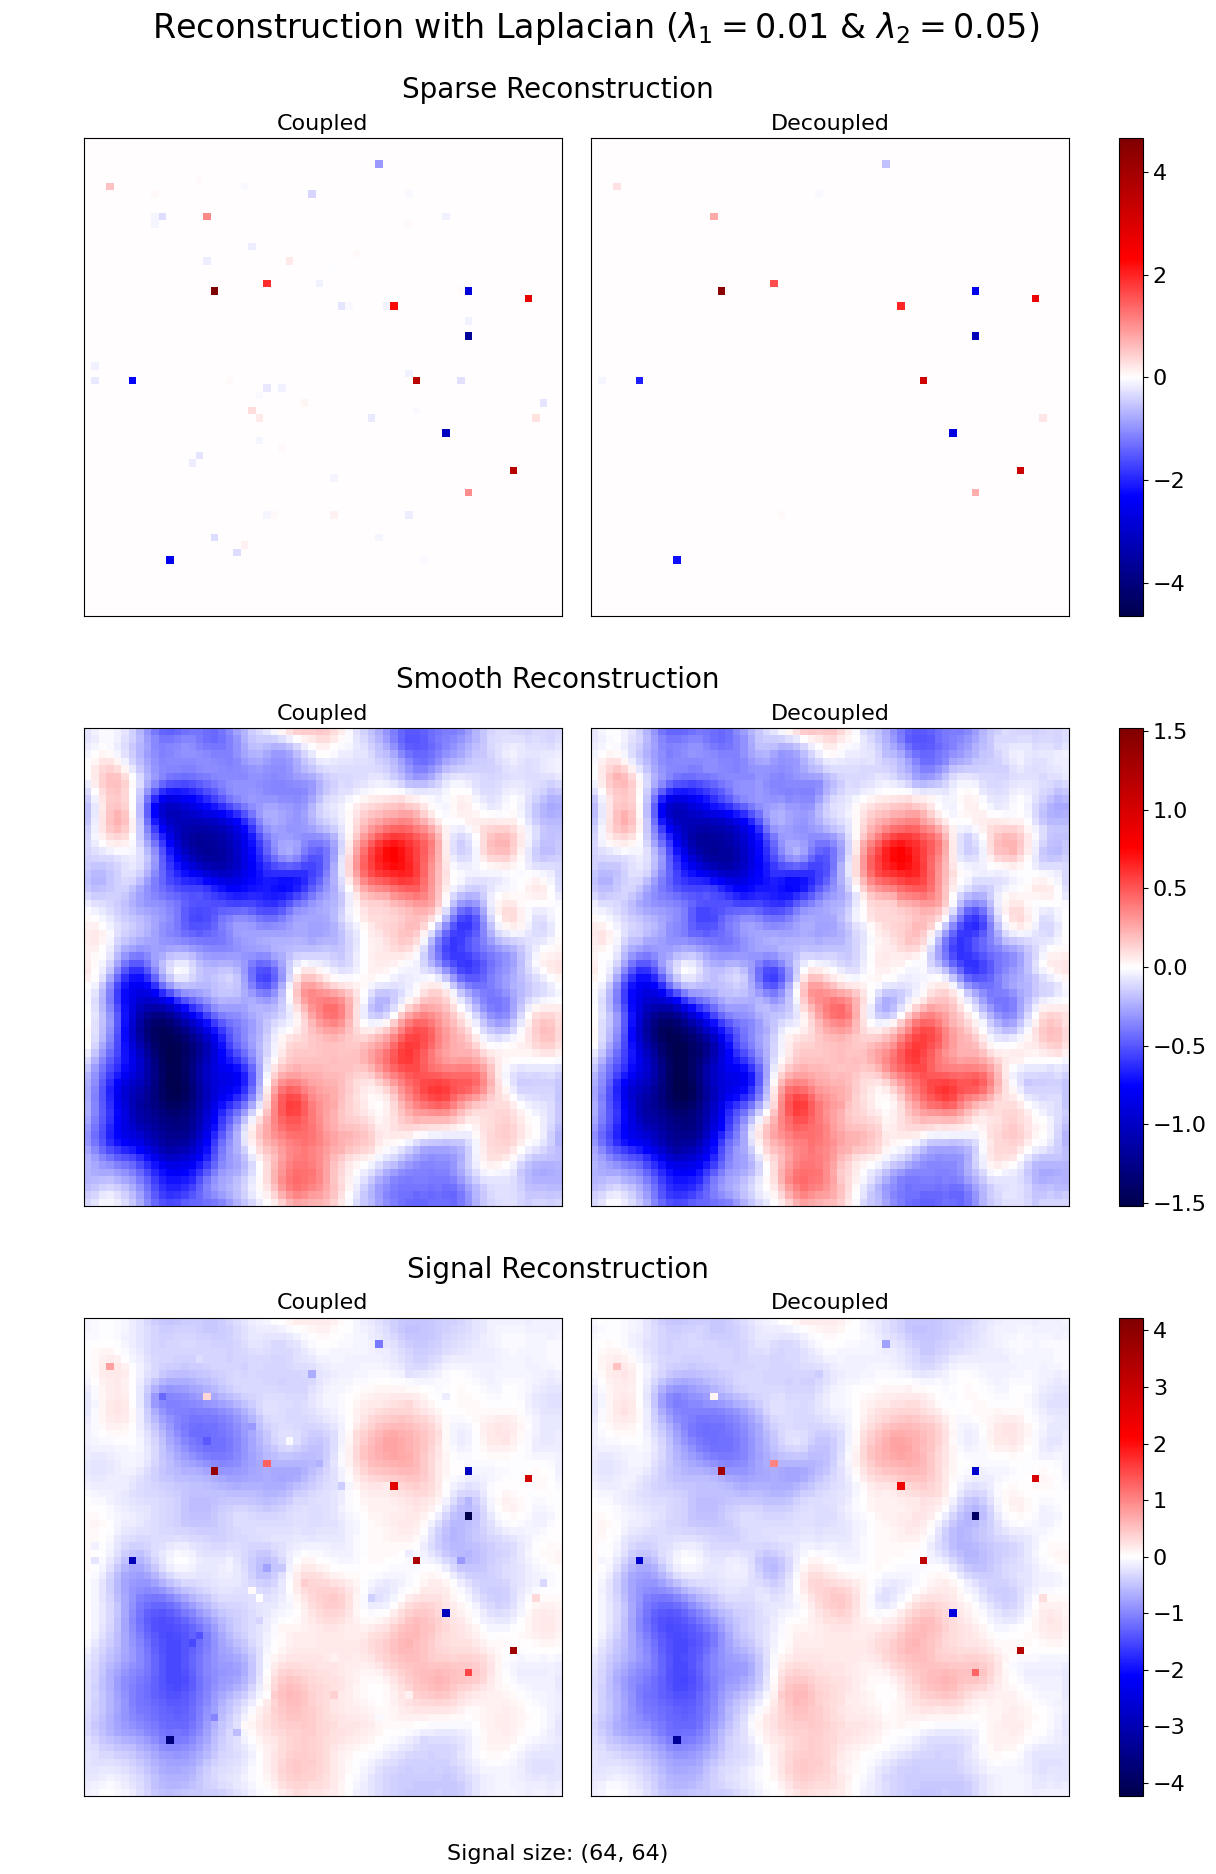 Reconstruction with Laplacian (λ₁ = 0.01 & λ₂ = 0.05)
Sparse Reconstruction
Coupled
Decoupled
4
2
0
−2
−4
Smooth Reconstruction
Coupled
Decoupled
1.5
1.0
0.5
0.0
−0.5
−1.0
−1.5
Signal Reconstruction
Coupled
Decoupled
4
3
2
1
0
−1
−2
−3
−4
Signal size: (64, 64)